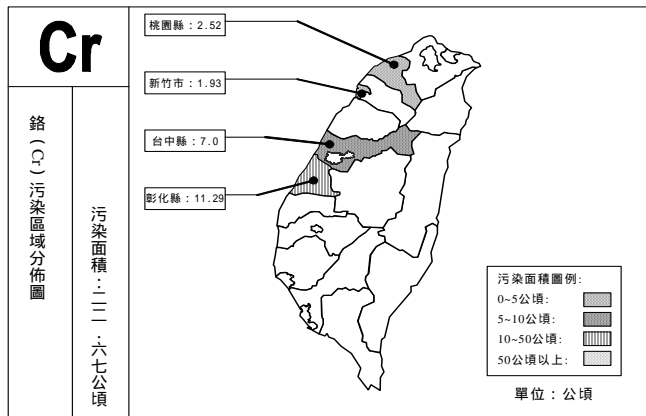 Cr
鉻(Cr)污染區域分佈圖
污染面積：二二．六七公頃
桃園縣：2.52
新竹市：1.93
台中縣：7.0
彰化縣：11.29
污染面積圖例:
0~5公頃:
5~10公頃:
10~50公頃:
50公頃以上:
單位：公頃